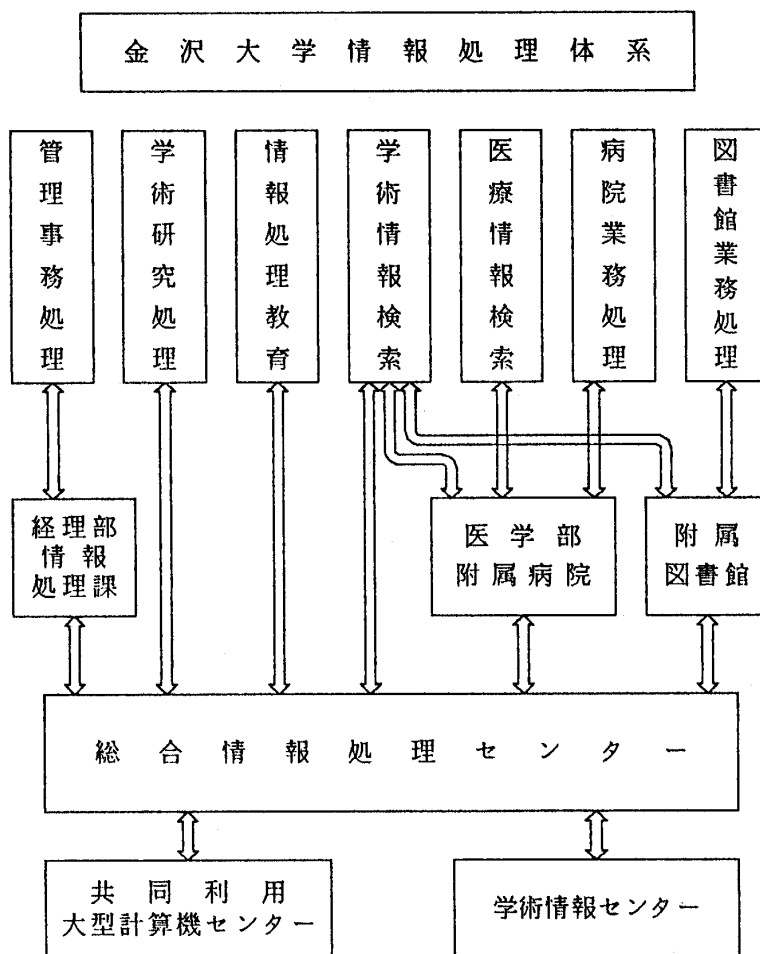 金沢大学情報処理体系
管理事務処理
学術研究処理
情報処理教育
学術情報検索
医療情報検索
病院業務処理
図書館業務処理
経理部
情報
処理課
医学部
附属病院
附属
図書館
総合情報処理センター
共同利用
大型計算機センター
学術情報センター